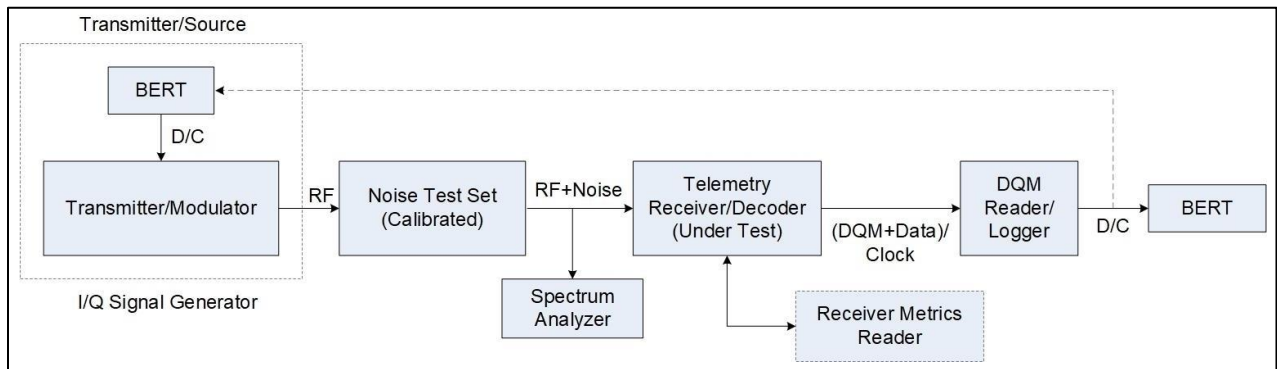 Transmitter/Source
BERT
D/C
Transmitter/Modulator
I/Q Signal Generator
RF
Noise Test Set
(Calibrated)
RF+Noise
Spectrum
Analyzer
Telemetry
Receiver/Decoder
(Under Test)
(DQM+Data)/
Clock
Receiver Metrics
Reader
DQM
Reader/
Logger
D/C
BERT